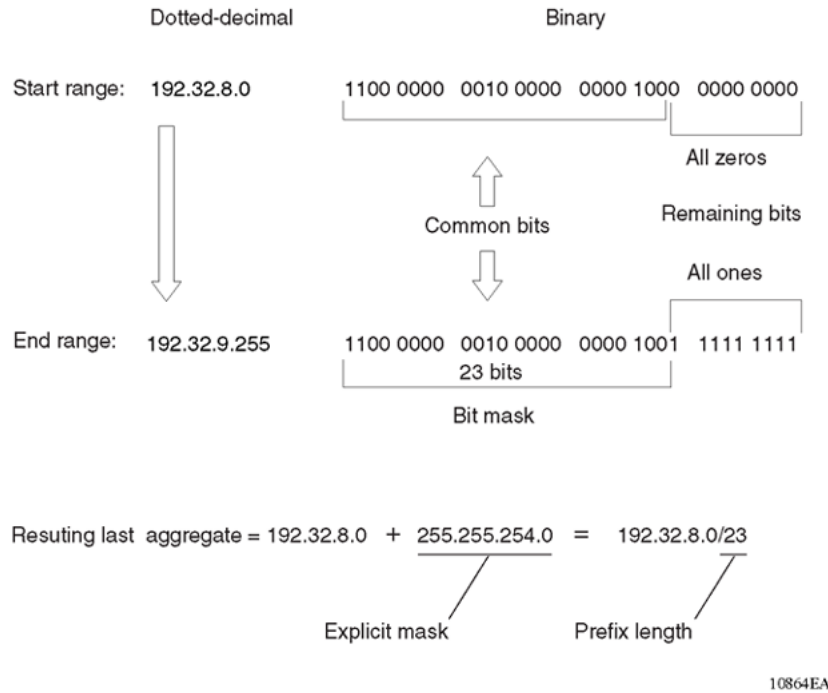 Dotted-decimal Binary
Start range: 192.32.8.0 1100 0000 0010 0000 0000 1000 0000 0000
All zeros
Common bits Remaining bits
All ones
End range: 192.32.9.255 1100 0000 0010 0000 0000 1001 1111 1111
23 bits
Bit mask
Resuting last aggregate = 192.32.8.0 + 255.255.254.0 = 192.32.8.0/23
Explicit mask Prefix length
10864EA